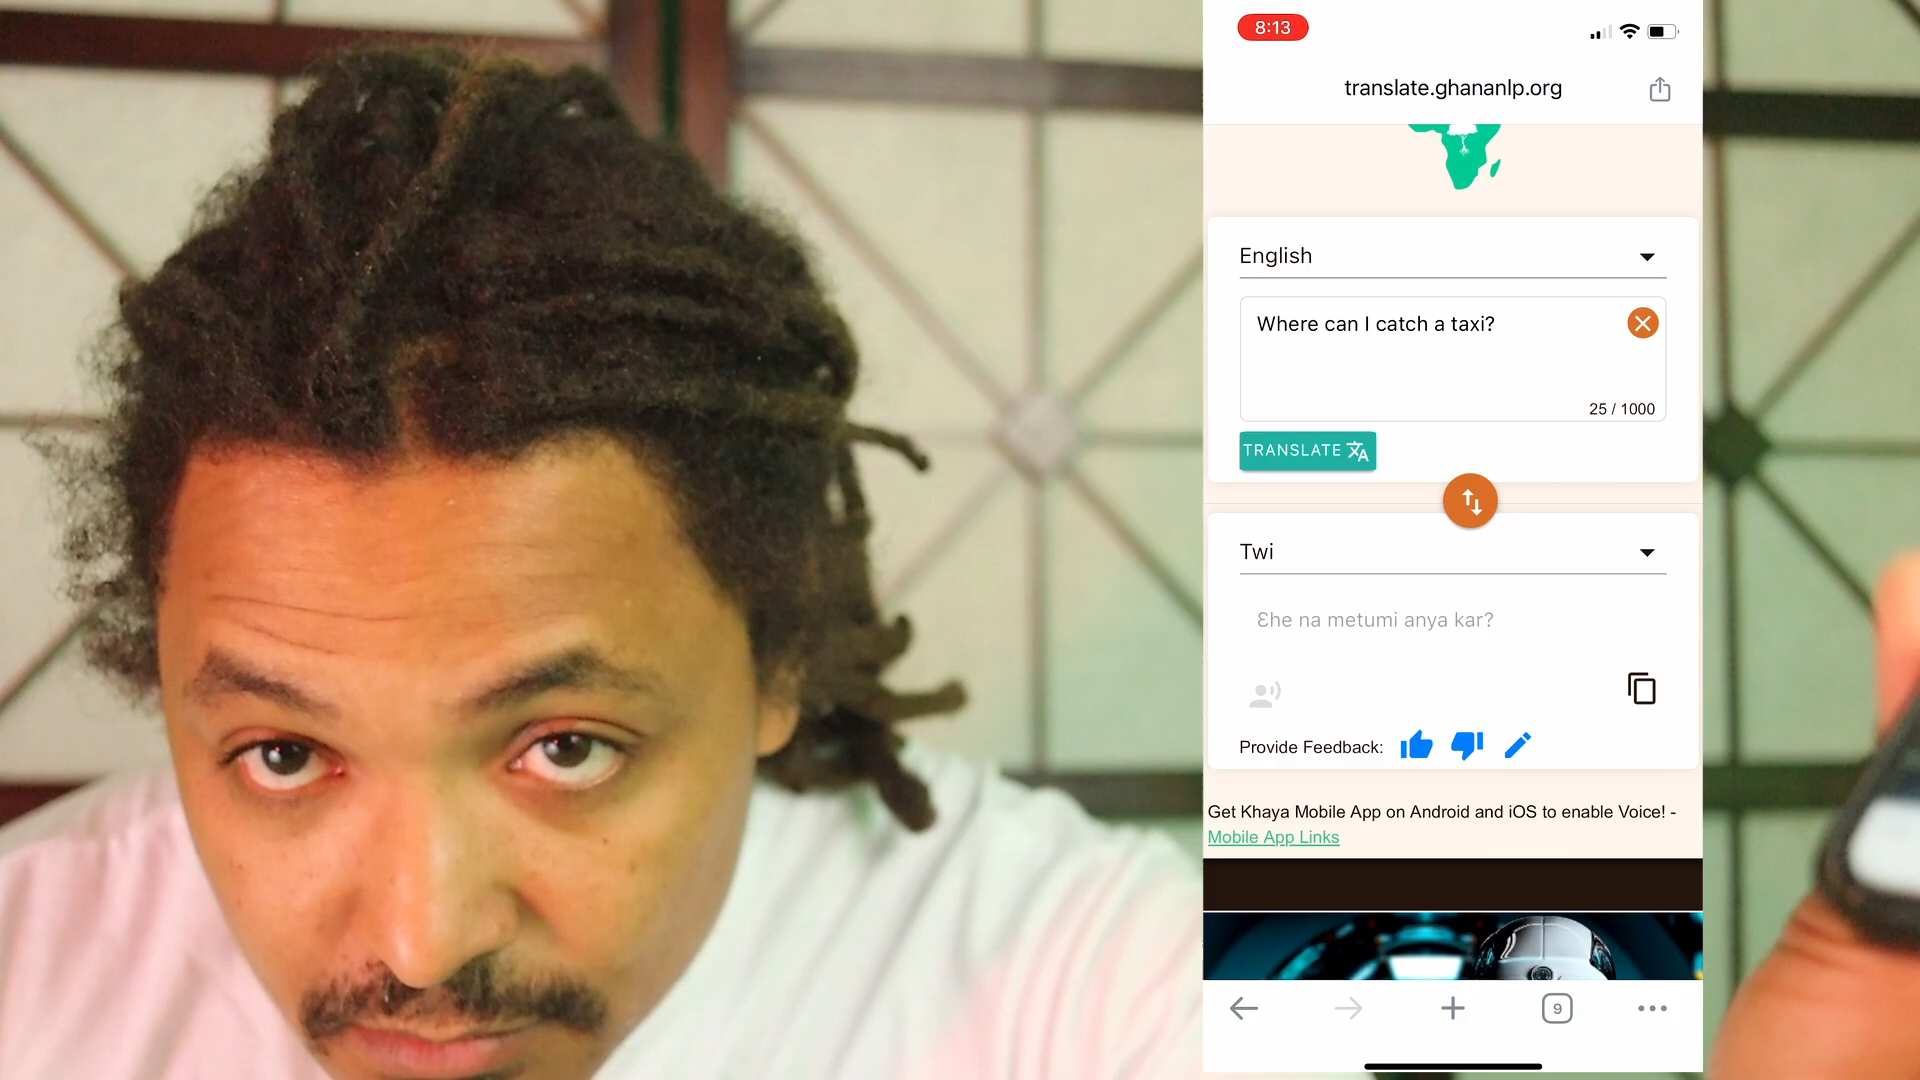 8:13
translate.ghananlp.org
English
Where can I catch a taxi?
25 / 1000
TRANSLATE
Twi
Ɛhe na metumi anya kar?
Provide Feedback:
Get Khaya Mobile App on Android and iOS to enable Voice! -
Mobile App Links
9